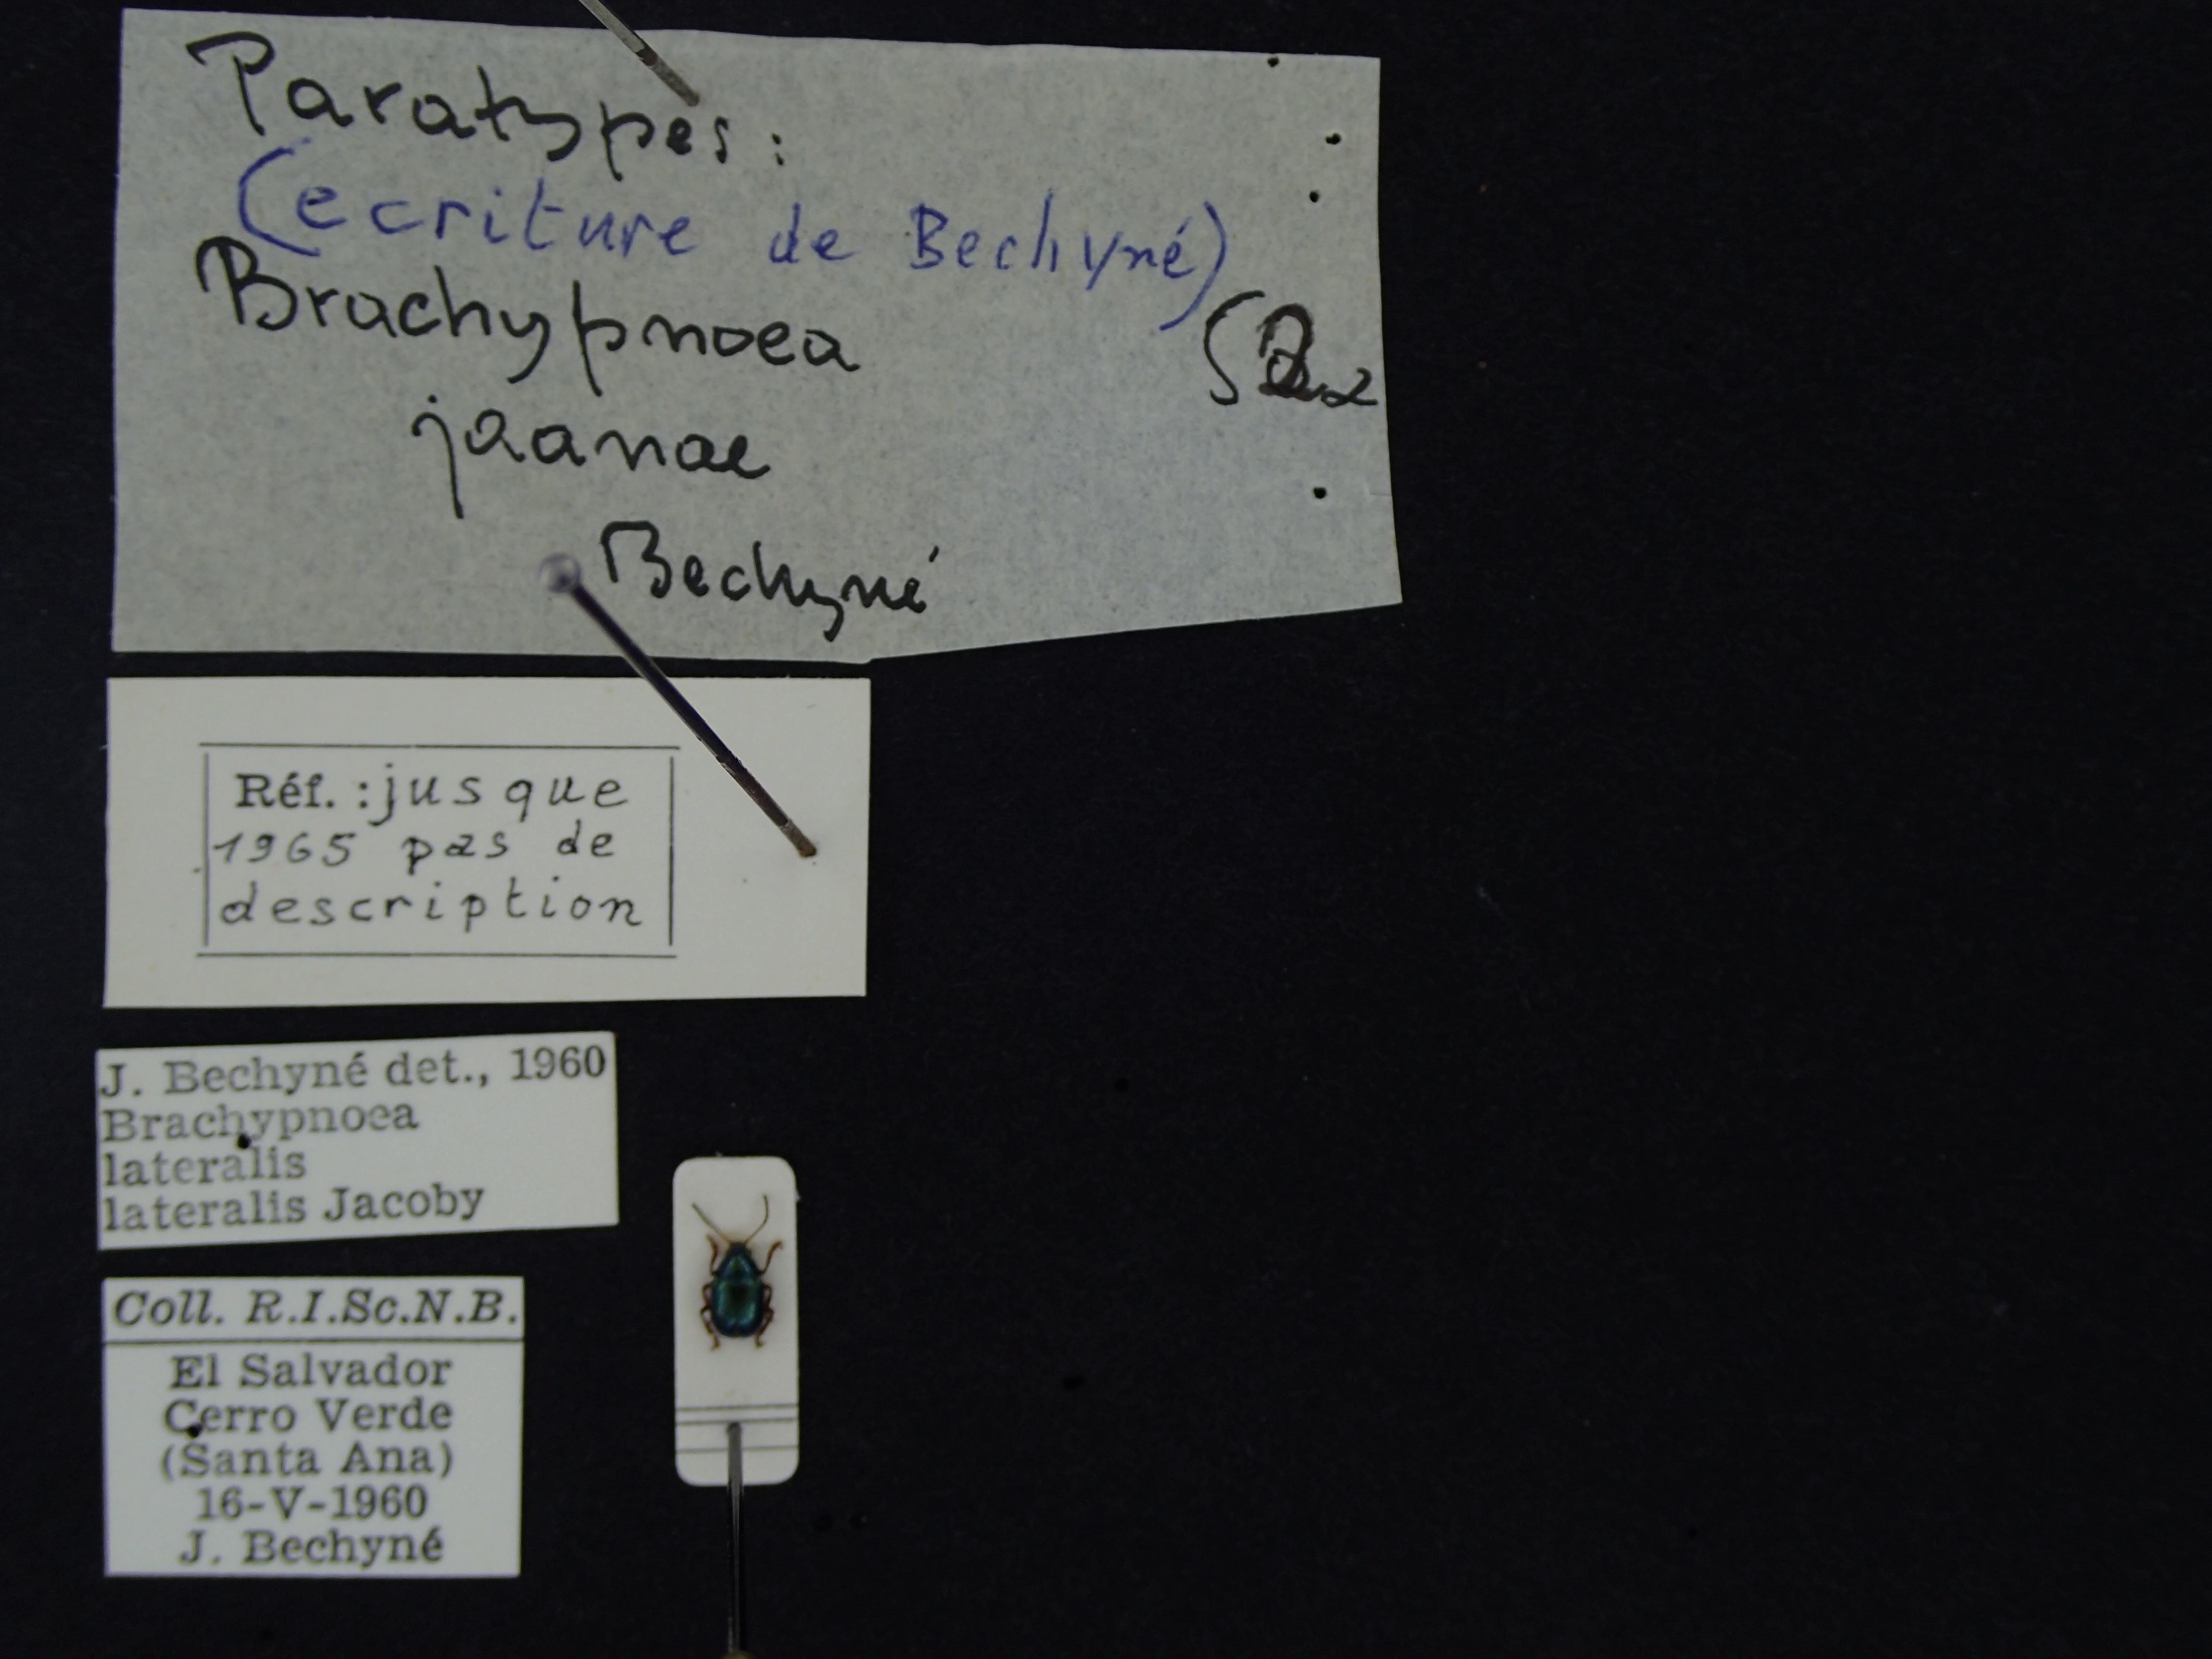 Paratypes:
(ecriture de Bechyné)
Brachypnoea
jaanae
Bechyné
Réf. : jusque
1965 pas de
description
J. Bechyné det., 1960
Brachypnoea
lateralis
lateralis Jacoby
Coll. R.I.Sc.N.B.
El Salvador
Cerro Verde
(Santa Ana)
16-V-1960
J. Bechyné